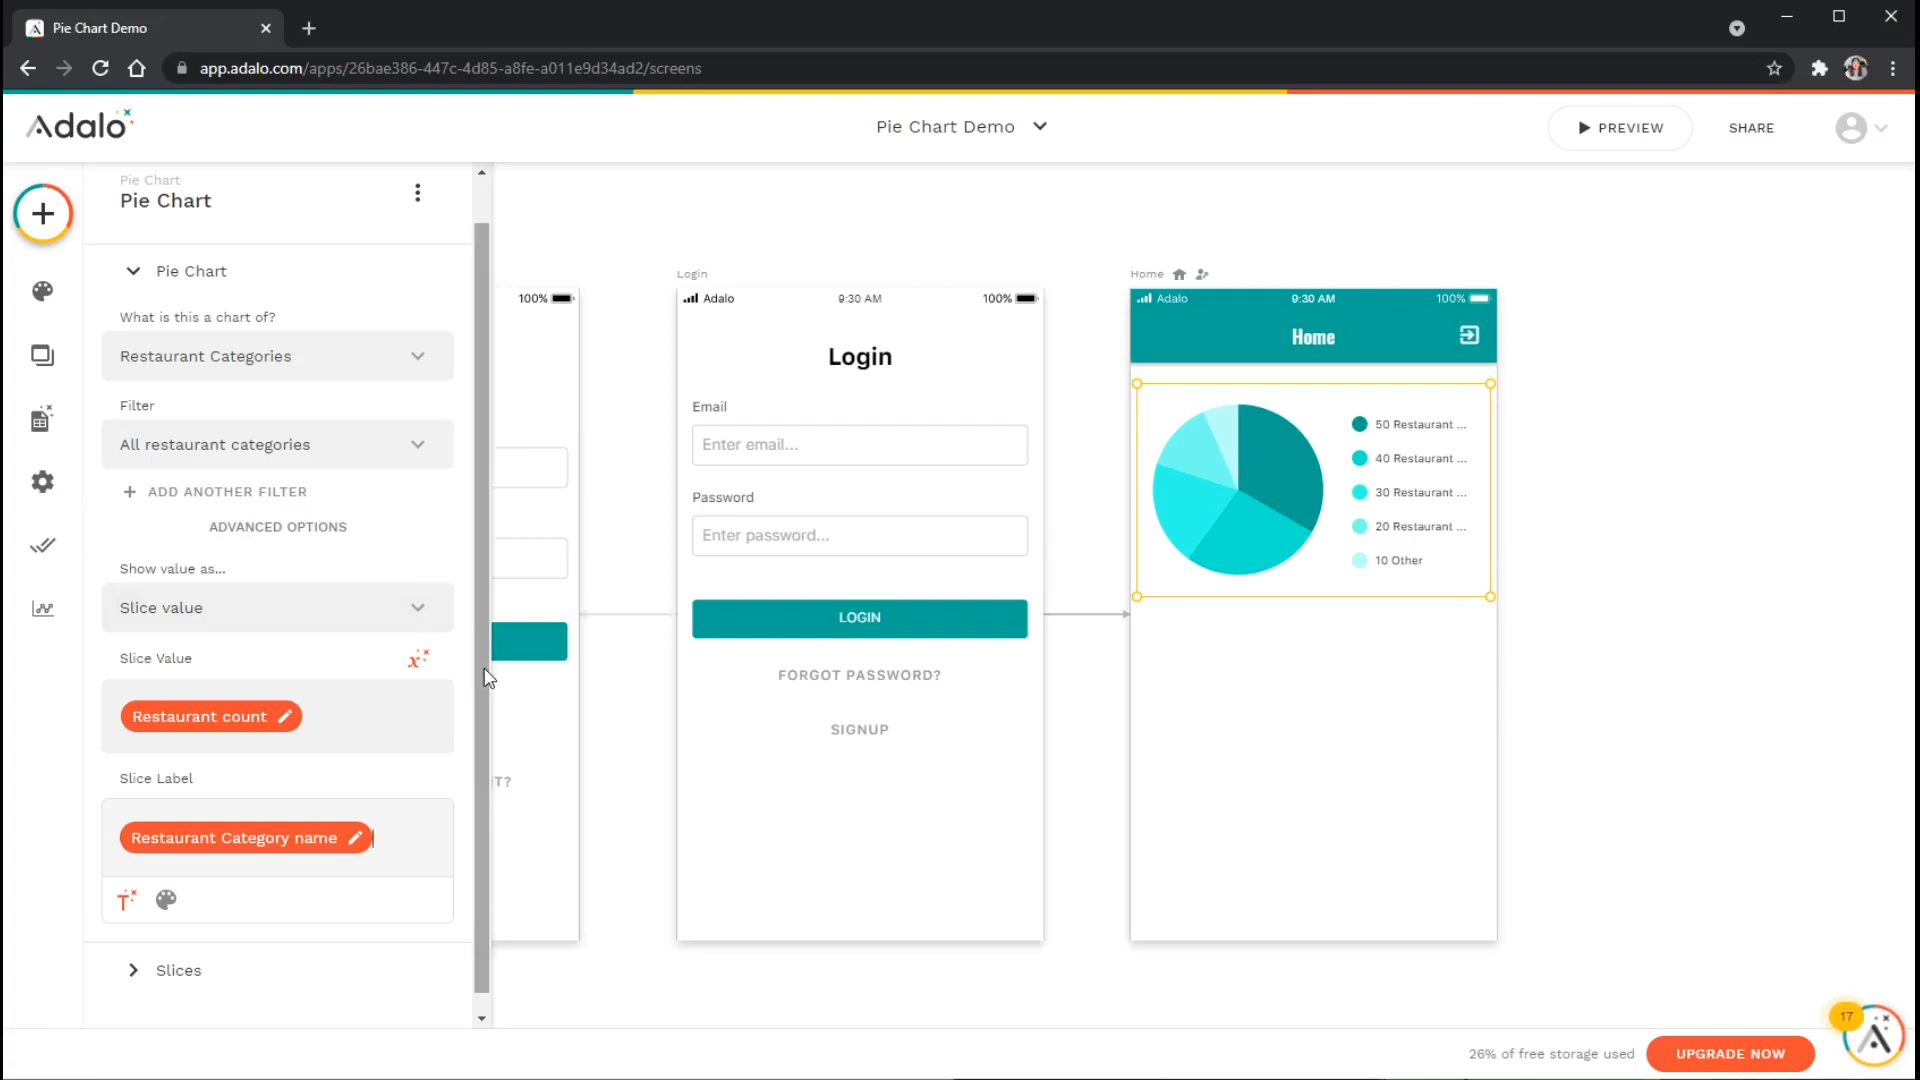 Pie Chart Demo
app.adalo.com/apps/26bae386-447c-4d85-a8fe-a011e9d34ad2/screens
Adalo
Pie Chart Demo
PREVIEW
SHARE
Pie Chart
Pie Chart
Pie Chart
What is this a chart of?
Restaurant Categories
Filter
All restaurant categories
+ ADD ANOTHER FILTER
ADVANCED OPTIONS
Show value as...
Slice value
Slice Value
Restaurant count
Slice Label
Restaurant Category name
Slices
100%
T?
Login
Adalo 9:30 AM 100%
Login
Email
Enter email...
Password
Enter password...
LOGIN
FORGOT PASSWORD?
SIGNUP
Home
Adalo 9:30 AM 100%
Home
50 Restaurant ...
40 Restaurant ...
30 Restaurant ...
20 Restaurant ...
10 Other
17
26% of free storage used
UPGRADE NOW